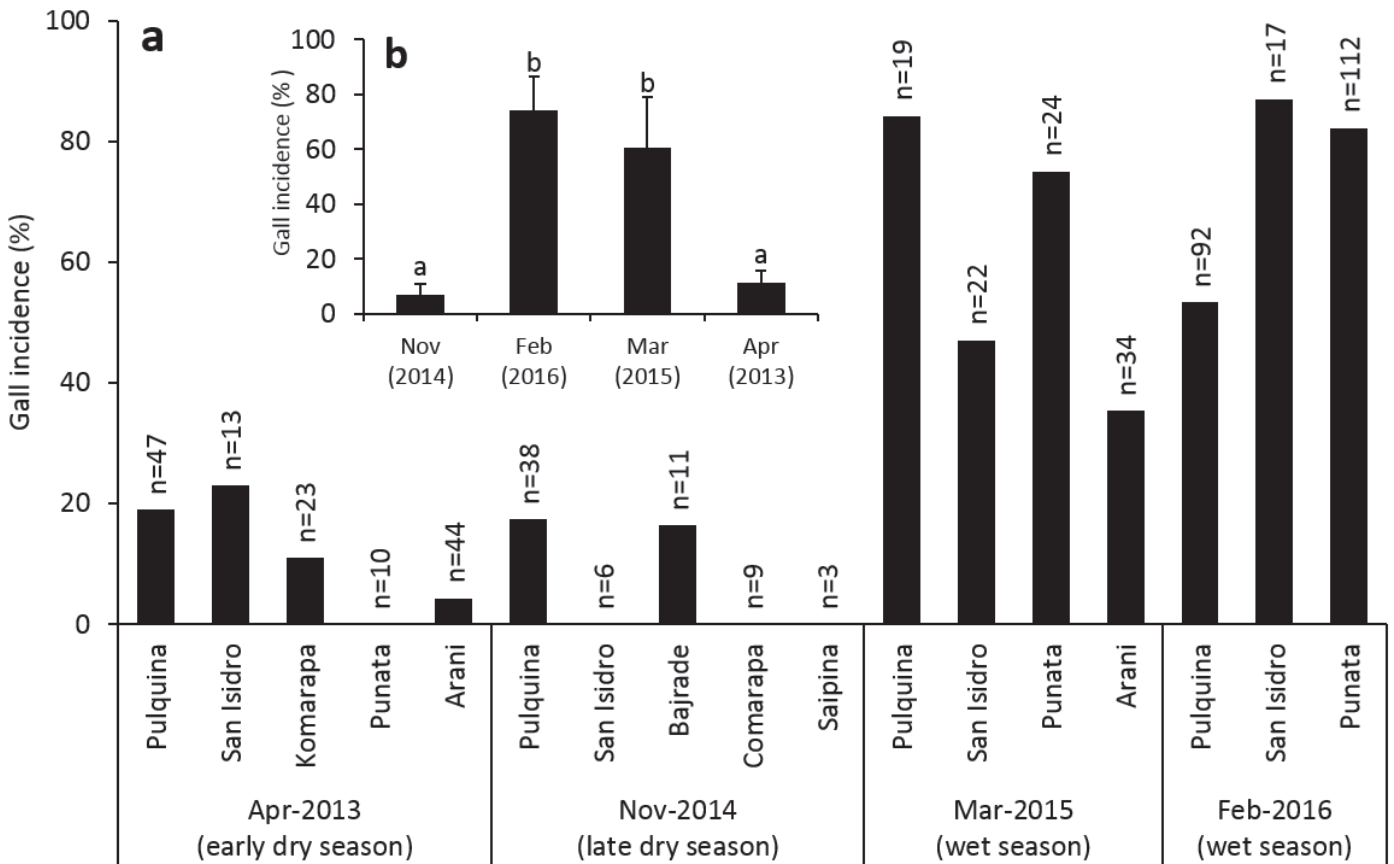 a
Gall incidence (%)
100
80
60
40
20
0
b
Gall incidence (%)
100
80
60
40
20
0
a
b
b
a
Nov
(2014)
Feb
(2016)
Mar
(2015)
Apr
(2013)
n=47
n=13
n=23
n=10
n=44
n=38
n=6
n=11
n=9
n=3
n=19
n=22
n=24
n=34
n=92
n=17
n=112
Pulquina
San Isidro
Komarapa
Punata
Arani
Pulquina
San Isidro
Bajrade
Comarapa
Saipina
Pulquina
San Isidro
Punata
Arani
Pulquina
San Isidro
Punata
Apr-2013
(early dry season)
Nov-2014
(late dry season)
Mar-2015
(wet season)
Feb-2016
(wet season)